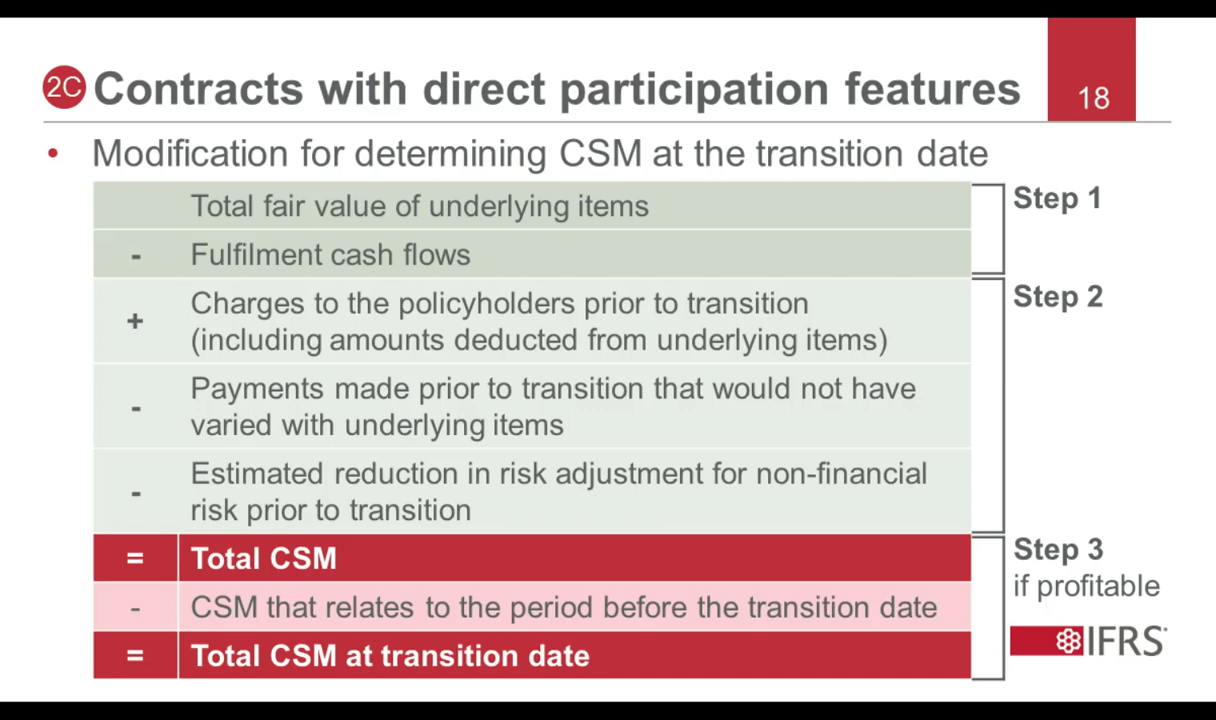 2C Contracts with direct participation features
18
• Modification for determining CSM at the transition date
Total fair value of underlying items
Step 1
- Fulfilment cash flows
+ Charges to the policyholders prior to transition
(including amounts deducted from underlying items)
Step 2
- Payments made prior to transition that would not have
varied with underlying items
- Estimated reduction in risk adjustment for non-financial
risk prior to transition
= Total CSM
Step 3
if profitable
- CSM that relates to the period before the transition date
= Total CSM at transition date
IFRS